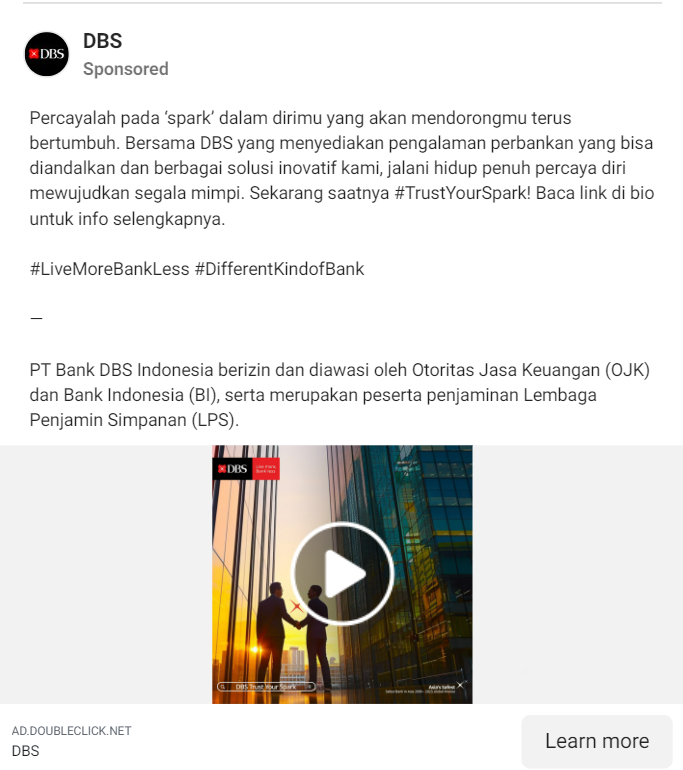 DBS
DBS
Sponsored
Percayalah pada ‘spark’ dalam dirimu yang akan mendorongmu terus
bertumbuh. Bersama DBS yang menyediakan pengalaman perbankan yang bisa
diandalkan dan berbagai solusi inovatif kami, jalani hidup penuh percaya diri
mewujudkan segala mimpi. Sekarang saatnya #TrustYourSpark! Baca link di bio
untuk info selengkapnya.
#LiveMoreBankLess #DifferentKindofBank
—
PT Bank DBS Indonesia berizin dan diawasi oleh Otoritas Jasa Keuangan (OJK)
dan Bank Indonesia (BI), serta merupakan peserta penjaminan Lembaga
Penjamin Simpanan (LPS).
DBS
Live more,
Bank less
DBS Trust Your Spark
AD.DOUBLECLICK.NET
DBS
Learn more